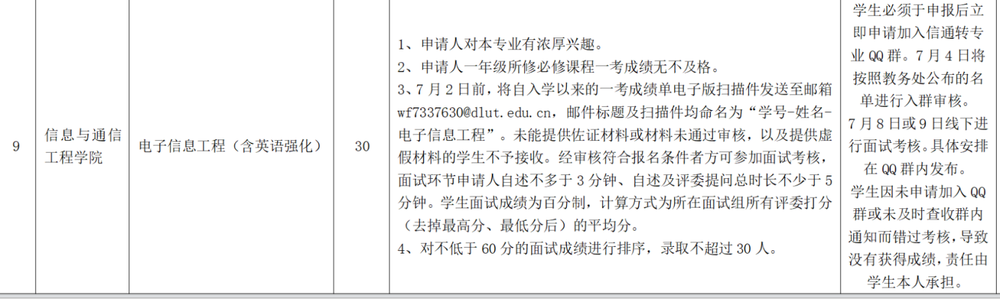 9
信息与通信
工程学院
电子信息工程（含英语强化）
30
1、申请人对本专业有浓厚兴趣。
2、申请人一年级所修必修课程一考成绩无不及格。
3、7月2日前，将自入学以来的一考成绩单电子版扫描件发送至邮箱
wf7337630@dlut.edu.cn，邮件标题及扫描件均命名为“学号-姓名-
电子信息工程”。未能提供佐证材料或材料未通过审核，以及提供虚
假材料的学生不予接收。经审核符合报名条件者方可参加面试考核，
面试环节申请人自述不多于3分钟、自述及评委提问总时长不少于5
分钟。学生面试成绩为百分制，计算方式为所在面试组所有评委打分
（去掉最高分、最低分后）的平均分。
4、对不低于60分的面试成绩进行排序，录取不超过30人。
学生必须于申报后立
即申请加入信通转专
业QQ群。7月4日将
按照教务处公布的名
单进行入群审核。
7月8日或9日线下进
行面试考核。具体安排
在QQ群内发布。
学生因未申请加入QQ
群或未及时查收群内
通知而错过考核，导致
没有获得成绩，责任由
学生本人承担。